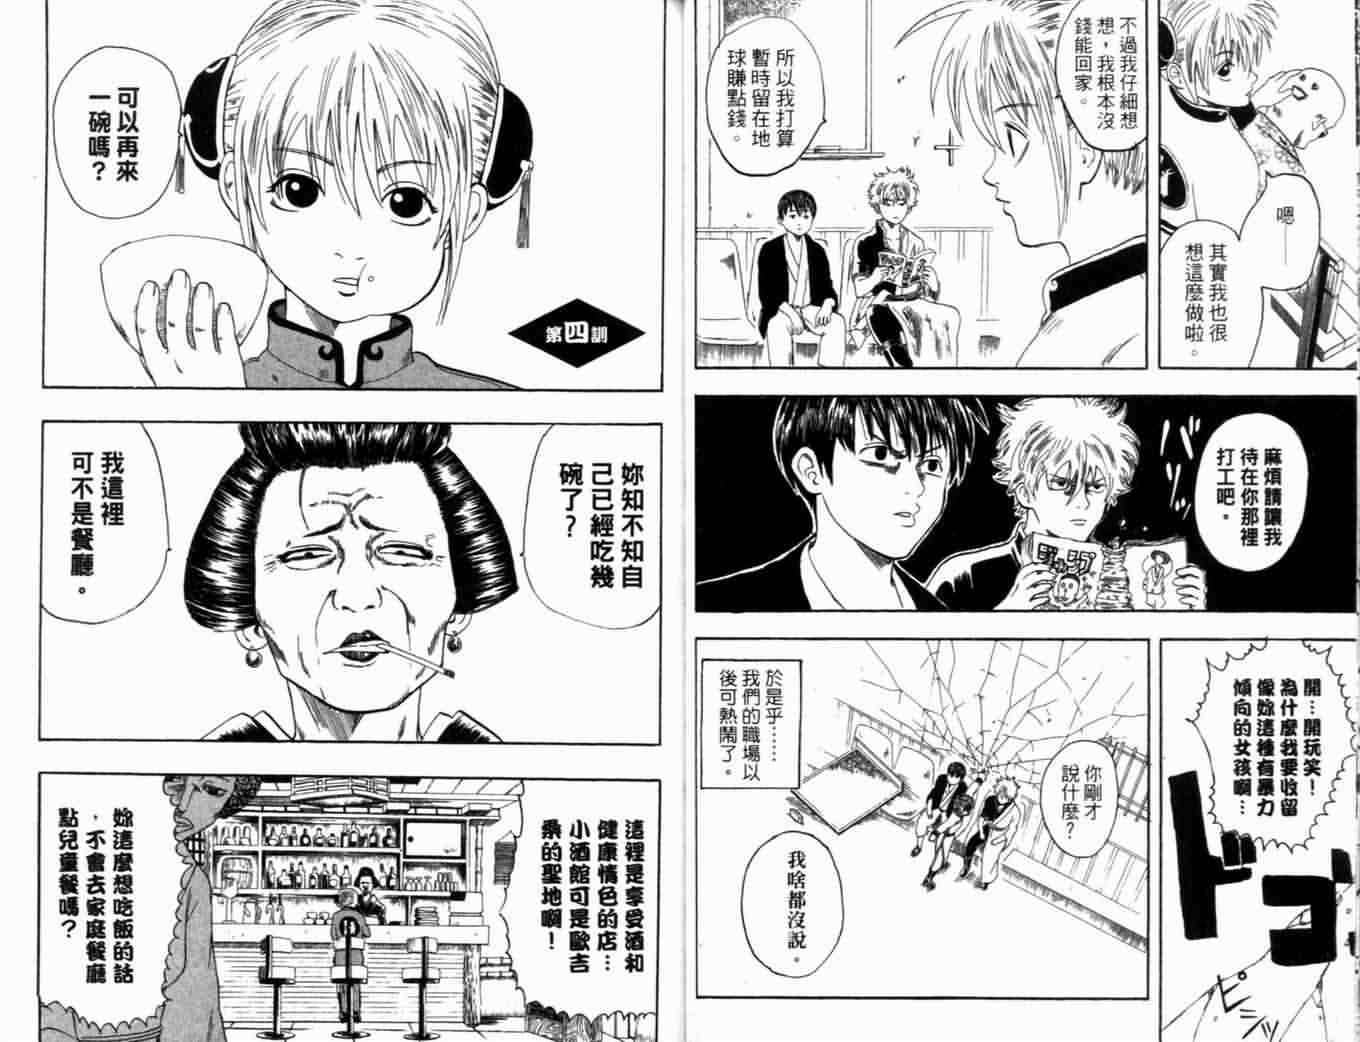 嗯
其實我也很
想這麼做啦。
不過我仔細想
想，我根本沒
錢能回家。
所以我打算
暫時留在地
球賺點錢。
麻煩請讓我
待在你那裡
打工吧。
ジャンプ
開…開玩笑！
為什麼我要收留
像妳這種有暴力
傾向的女孩啊…
ドゴ
ピシッ
你剛才
說什麼？
我啥都沒說。
於是乎……
我們的職場以
後可熱鬧了。
可以再來
一碗嗎？
第四訓
妳知不知自
己已經吃幾
碗了？
我這裡
可不是餐廳。
這裡是享受酒和
健康情色的店…
小酒館可是歐吉
桑的聖地啊！
妳這麼想吃飯的話
，不會去家庭餐廳
點兒童餐嗎？